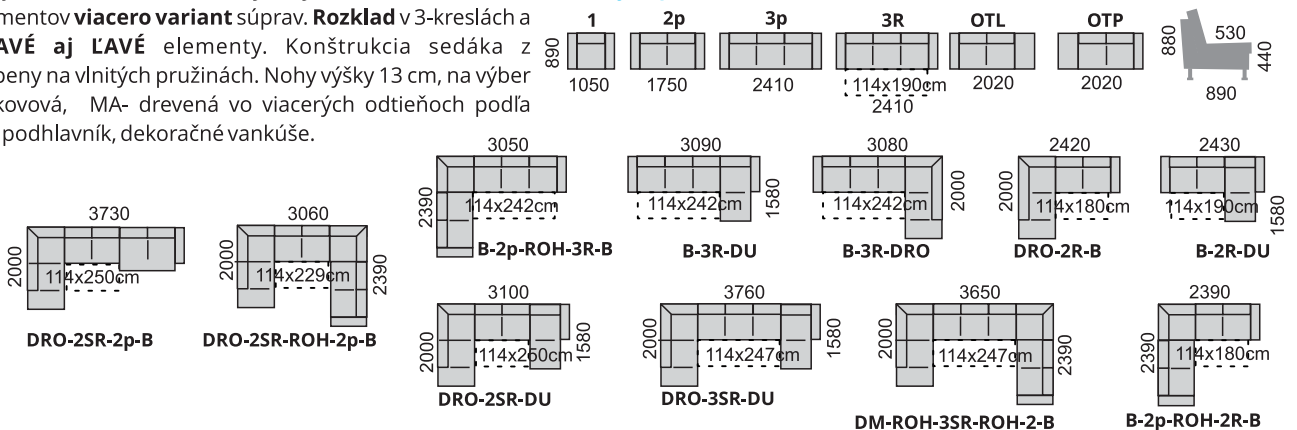 mentov viacero variant súprav. Rozklad v 3-kreslách a
AVÉ aj ĽAVÉ elementy. Konštrukcia sedáka z
peny na vlnitých pružinách. Nohy výšky 13 cm, na výber
kovová, MA- drevená vo viacerých odtieňoch podľa
podhlavník, dekoračné vankúše.
1 2p 3p 3R OTL OTP
890 880 530 440
114x190cm
1050 1750 2410 2410 2020 2020 890
3050 3090 3080 2420 2430
2390 114x242cm 114x242cm 1580 114x242cm 2000 2000 114x180cm 114x190cm 1580
B-2p-ROH-3R-B B-3R-DU B-3R-DRO DRO-2R-B B-2R-DU
3730 3060
2000 114x250cm 2000 114x229cm 2390
DRO-2SR-2p-B DRO-2SR-ROH-2p-B
3100 3760 3650 2390
2000 114x260cm 1580 2000 114x247cm 1580 2000 114x247cm 2390 2390 114x180cm
DRO-2SR-DU DRO-3SR-DU DM-ROH-3SR-ROH-2-B B-2p-ROH-2R-B